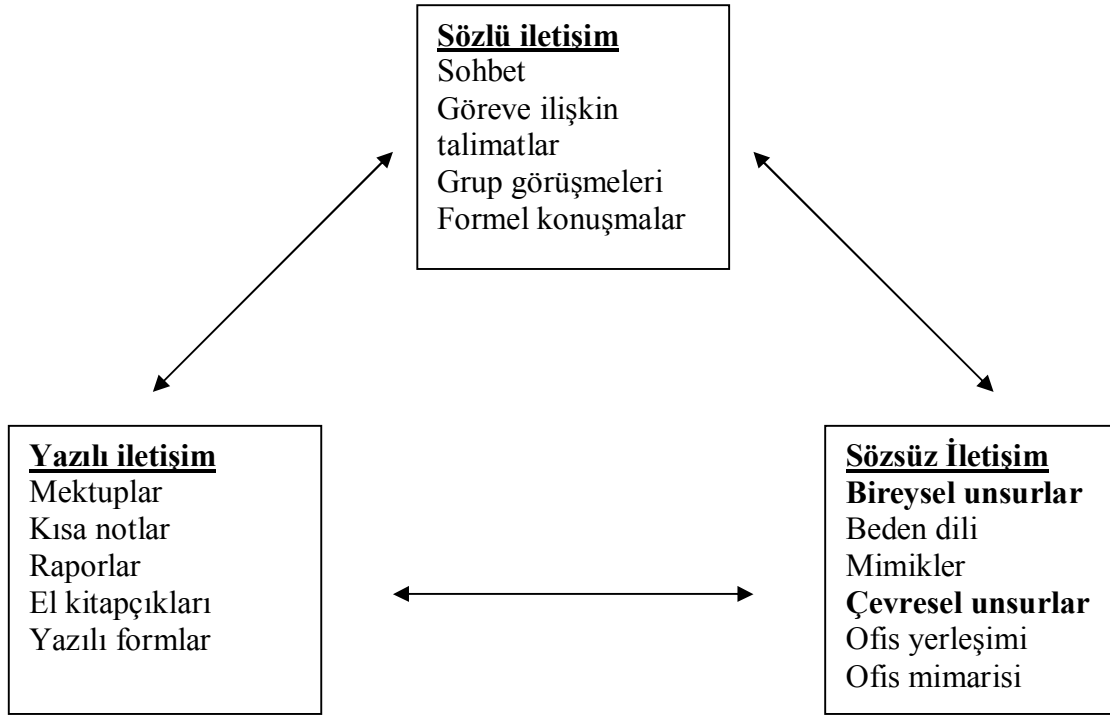 Sözlü iletişim
Sohbet
Göreve ilişkin
talimatlar
Grup görüşmeleri
Formel konuşmalar
Yazılı iletişim
Mektuplar
Kısa notlar
Raporlar
El kitapçıkları
Yazılı formlar
Sözsüz İletişim
Bireysel unsurlar
Beden dili
Mimikler
Çevresel unsurlar
Ofis yerleşimi
Ofis mimarisi